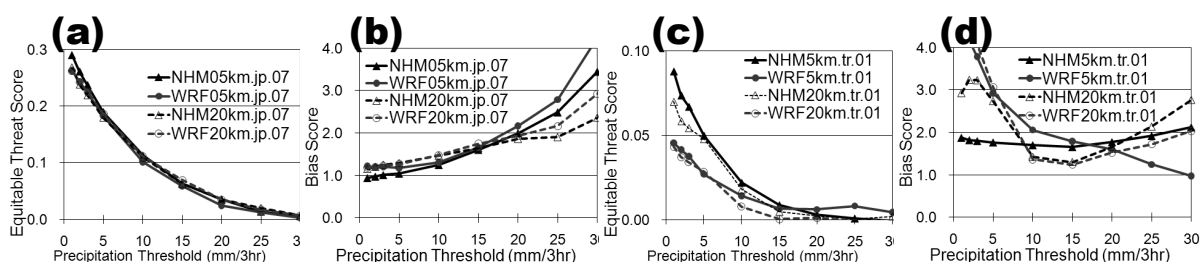 (a)
Equitable Threat Score
0.3
0.2
0.1
0.0
NHM05km.jp.07
WRF05km.jp.07
NHM20km.jp.07
WRF20km.jp.07
0 5 10 15 20 25 3
Precipitation Threshold (mm/3hr)
(b)
Bias Score
4.0
3.0
2.0
1.0
0.0
NHM05km.jp.07
WRF05km.jp.07
NHM20km.jp.07
WRF20km.jp.07
0 5 10 15 20 25 30
Precipitation Threshold (mm/3hr)
(c)
Equitable Threat Score
0.10
0.05
0.00
NHM5km.tr.01
WRF5km.tr.01
NHM20km.tr.01
WRF20km.tr.01
0 5 10 15 20 25 30
Precipitation Threshold (mm/3hr)
(d)
Bias Score
4.0
3.0
2.0
1.0
0.0
NHM5km.tr.01
WRF5km.tr.01
NHM20km.tr.01
WRF20km.tr.01
0 5 10 15 20 25 30
Precipitation Threshold (mm/3hr)